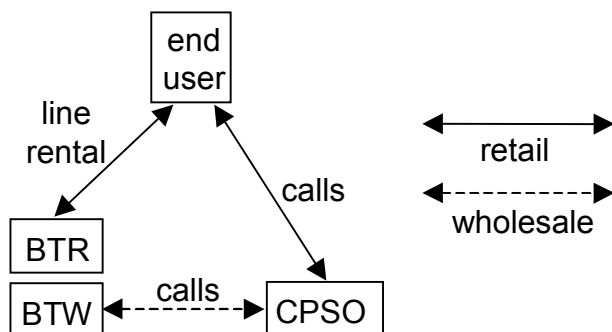 end
user
line
rental
retail
calls
wholesale
BTR
BTW
calls
CPSO